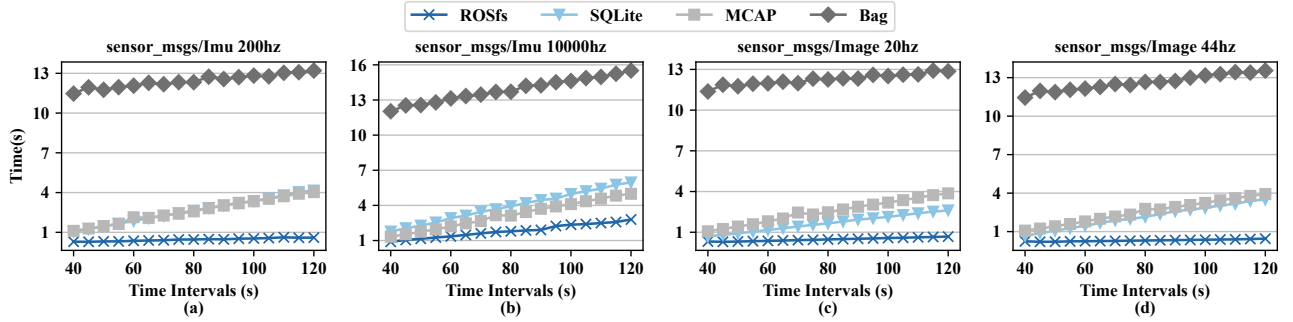 ROSfs SQLite MCAP Bag
sensor_msgs/Imu 200hz
Time(s)
13
10
7
4
1
40 60 80 100 120
Time Intervals (s)
(a)
sensor_msgs/Imu 10000hz
16
13
10
7
4
1
40 60 80 100 120
Time Intervals (s)
(b)
sensor_msgs/Image 20hz
13
10
7
4
1
40 60 80 100 120
Time Intervals (s)
(c)
sensor_msgs/Image 44hz
13
10
7
4
1
40 60 80 100 120
Time Intervals (s)
(d)